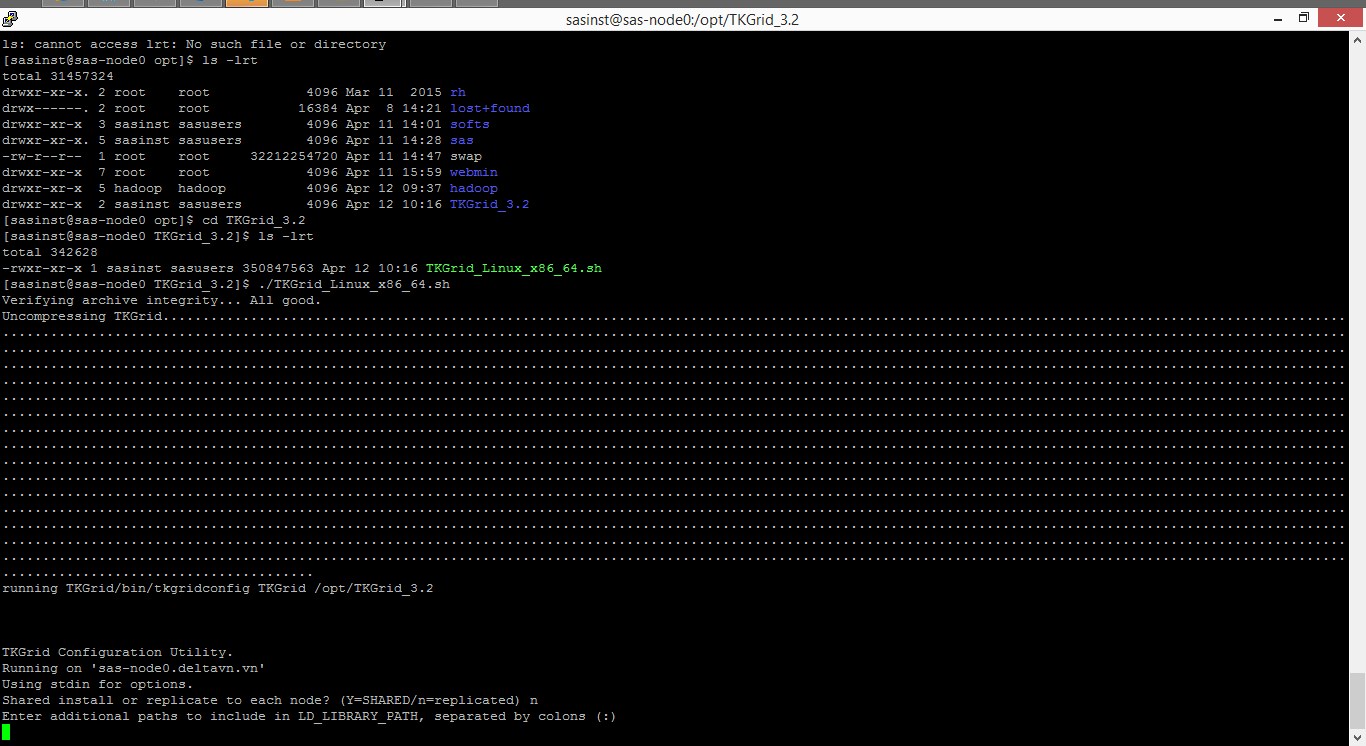 sasinst@sas-node0:/opt/TKGrid_3.2
ls: cannot access lrt: No such file or directory
[sasinst@sas-node0 opt]$ ls -lrt
total 31457324
drwxr-xr-x. 2 root    root           4096 Mar 11  2015 rh
drwx------. 2 root    root          16384 Apr  8 14:21 lost+found
drwxr-xr-x  3 sasinst sasusers       4096 Apr 11 14:01 softs
drwxr-xr-x. 5 sasinst sasusers       4096 Apr 11 14:28 sas
-rw-r--r--  1 root    root    32212254720 Apr 11 14:47 swap
drwxr-xr-x  7 root    root           4096 Apr 11 15:59 webmin
drwxr-xr-x  5 hadoop  hadoop         4096 Apr 12 09:37 hadoop
drwxr-xr-x  2 sasinst sasusers       4096 Apr 12 10:16 TKGrid_3.2
[sasinst@sas-node0 opt]$ cd TKGrid_3.2
[sasinst@sas-node0 TKGrid_3.2]$ ls -lrt
total 342628
-rwxr-xr-x 1 sasinst sasusers 350847563 Apr 12 10:16 TKGrid_Linux_x86_64.sh
[sasinst@sas-node0 TKGrid_3.2]$ ./TKGrid_Linux_x86_64.sh
Verifying archive integrity... All good.
Uncompressing TKGrid....................................................................................................................................................
running TKGrid/bin/tkgridconfig TKGrid /opt/TKGrid_3.2
TKGrid Configuration Utility.
Running on 'sas-node0.deltavn.vn'
Using stdin for options.
Shared install or replicate to each node? (Y=SHARED/n=replicated) n
Enter additional paths to include in LD_LIBRARY_PATH, separated by colons (:)